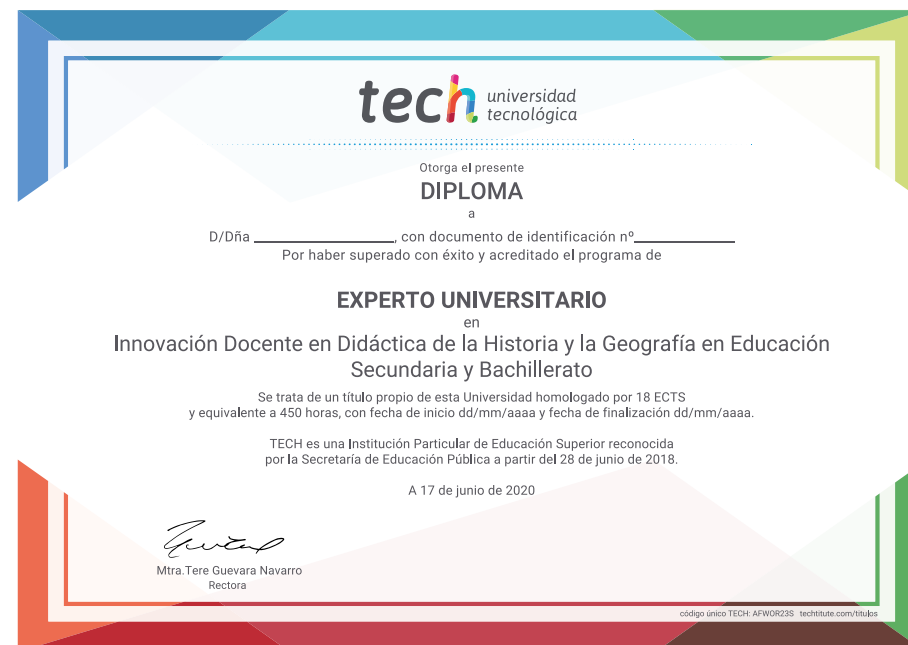 tech universidad
tecnológica
Otorga el presente
DIPLOMA
a
D/Dña ____________, con documento de identificación nº__________
Por haber superado con éxito y acreditado el programa de
EXPERTO UNIVERSITARIO
en
Innovación Docente en Didáctica de la Historia y la Geografía en Educación
Secundaria y Bachillerato
Se trata de un título propio de esta Universidad homologado por 18 ECTS
y equivalente a 450 horas, con fecha de inicio dd/mm/aaaa y fecha de finalización dd/mm/aaaa.
TECH es una Institución Particular de Educación Superior reconocida
por la Secretaría de Educación Pública a partir del 28 de junio de 2018.
A 17 de junio de 2020
Mtra.Tere Guevara Navarro
Rectora
código único TECH: AFWOR23S techtitute.com/titulos